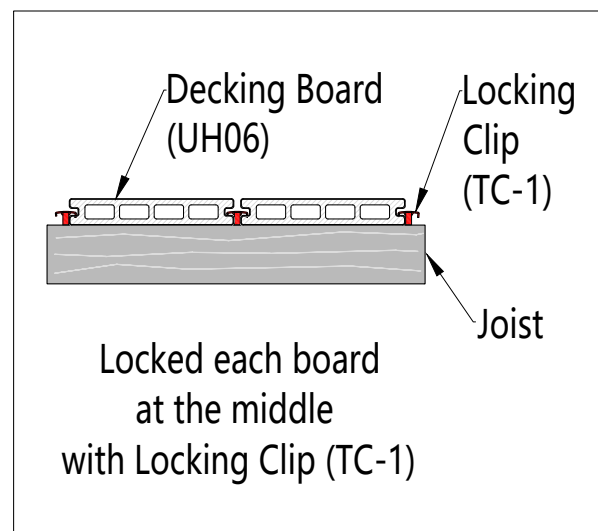 Decking Board
(UH06)
Locking
Clip
(TC-1)
Joist
Locked each board
at the middle
with Locking Clip (TC-1)